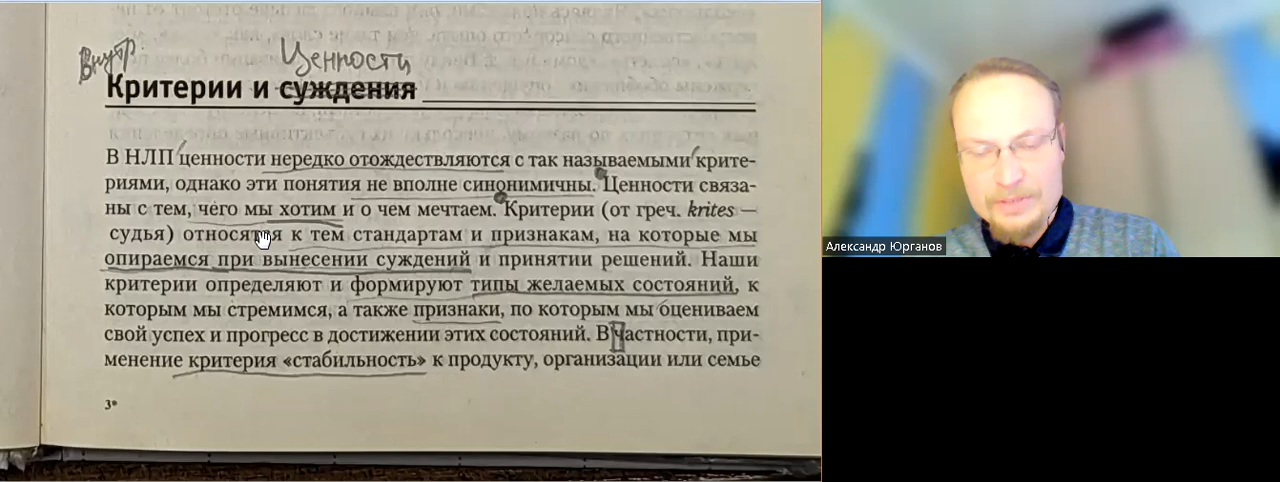 Внутр Ценности
Критерии и суждения
В НЛП ценности нередко отождествляются с так называемыми крите-
риями, однако эти понятия не вполне синонимичны. Ценности связа-
ны с тем, чего мы хотим и о чем мечтаем. Критерии (от греч. krites —
судья) относятся к тем стандартам и признакам, на которые мы
опираемся при вынесении суждений и принятии решений. Наши
критерии определяют и формируют типы желаемых состояний, к
которым мы стремимся, а также признаки, по которым мы оцениваем
свой успех и прогресс в достижении этих состояний. В частности, при-
менение критерия «стабильность» к продукту, организации или семье
3*
Александр Юрганов